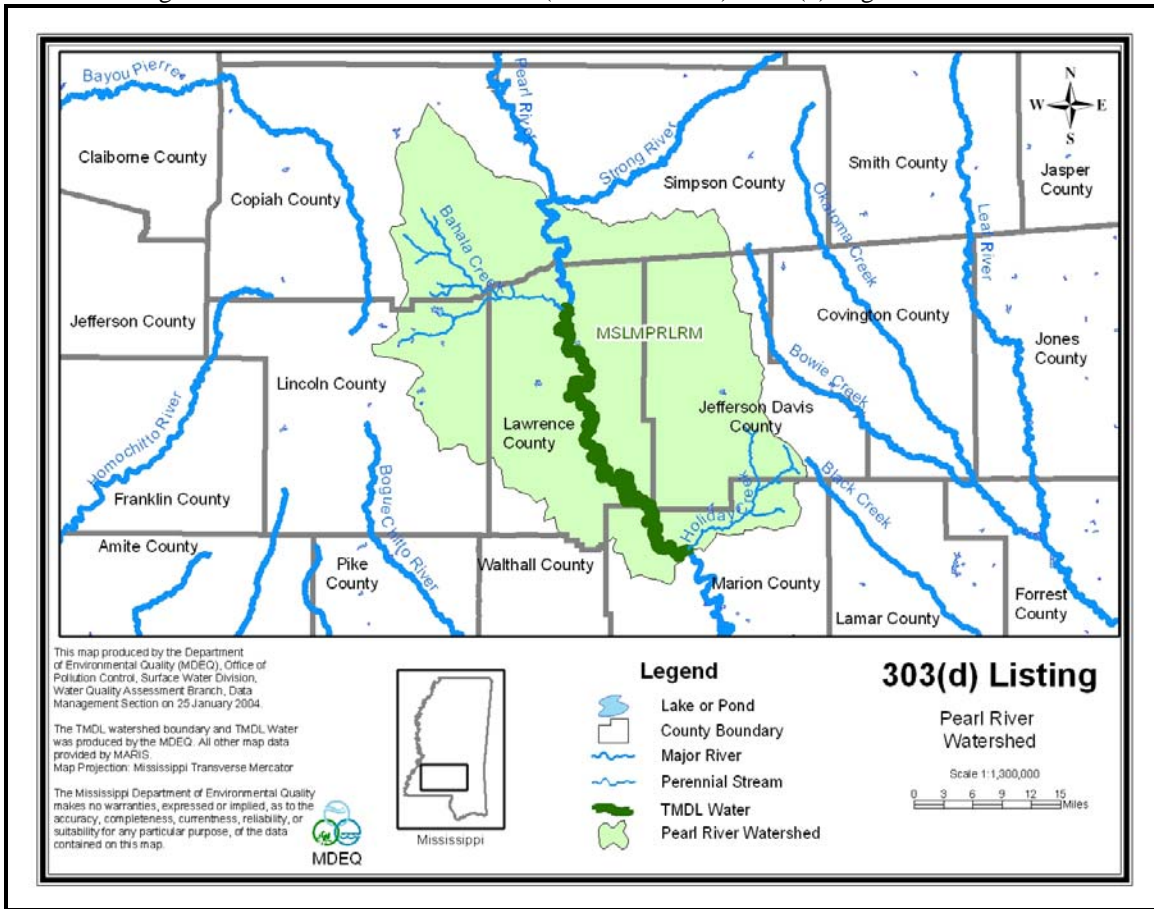 Bayou Pierre
Pearl River
N
W E
S
Claiborne County
Strong River
Smith County
Jasper
County
Simpson County
Copiah County
Okatoma Creek
Leaf River
Bahala Creek
Jefferson County
MSLMPRLRM
Covington County
Jones
County
Lincoln County
Bowie Creek
Homochitto River
Jefferson Davis
County
Lawrence
County
Black Creek
Franklin County
Bogue Chitto River
Holiday Creek
Amite County
Pike
County
Walthall County
Marion County
Lamar County
Forrest
County
This map produced by the Department
of Environmental Quality (MDEQ), Office of
Pollution Control, Surface Water Division,
Water Quality Assessment Branch, Data
Management Section on 25 January 2004.
The TMDL watershed boundary and TMDL Water
was produced by the MDEQ. All other map data
provided by MARIS.
Map Projection: Mississippi Transverse Mercator
The Mississippi Department of Environmental Quality
makes no warranties, expressed or implied, as to the
accuracy, completeness, currentness, reliability, or
suitability for any particular purpose, of the data
contained on this map.
MDEQ
Mississippi
Legend
Lake or Pond
County Boundary
Major River
Perennial Stream
TMDL Water
Pearl River Watershed
303(d) Listing
Pearl River
Watershed
Scale 1:1,300,000
0 3 6 9 12 15
Miles